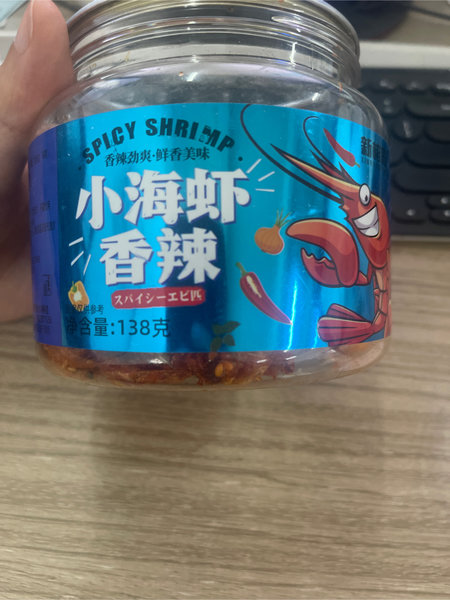 SPICY SHRIMP
香辣劲爽·鲜香美味
小海虾
香辣
スパイシーエビ匹
净含量:138克